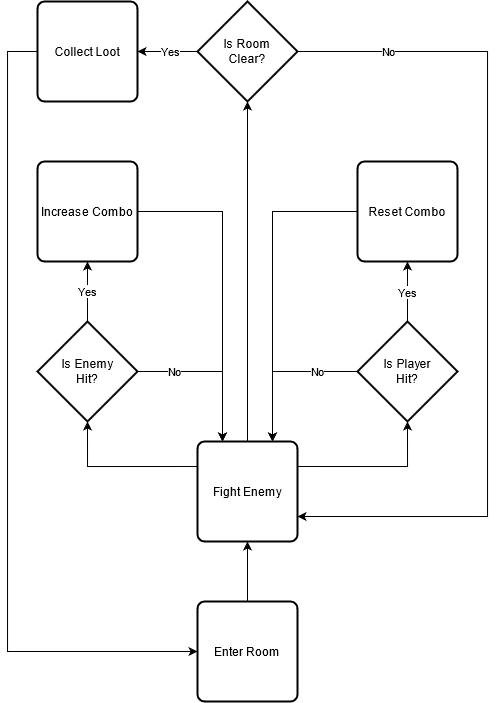 Collect Loot
Yes
Is Room
Clear?
No
Increase Combo
Reset Combo
Yes
Yes
Is Enemy
Hit?
No
No
Is Player
Hit?
Fight Enemy
Enter Room